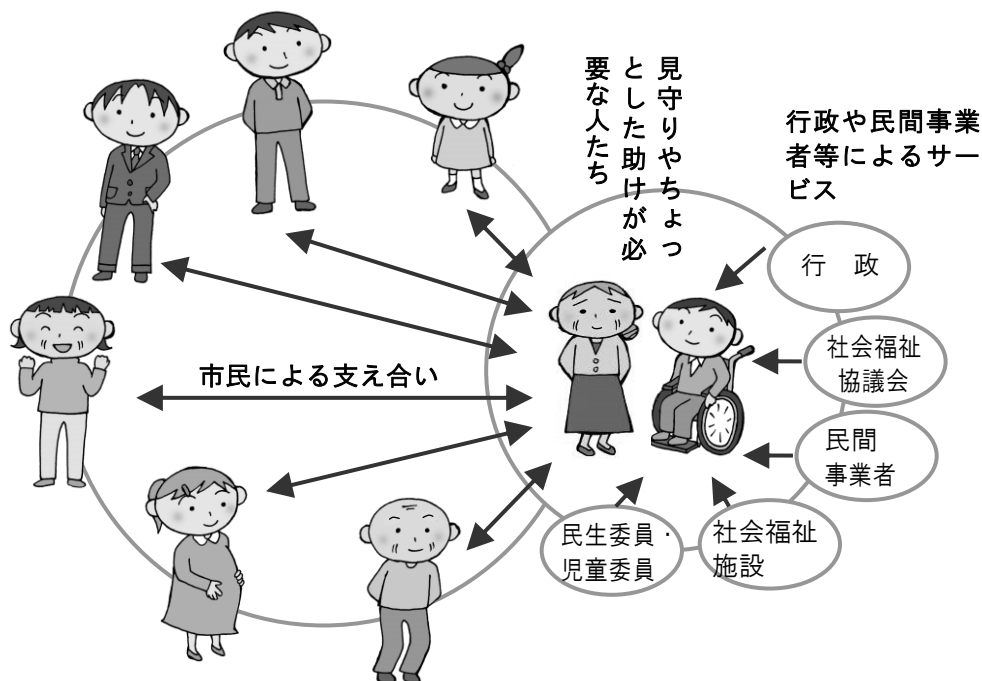 見守りやちょっ
とした助けが必
要な人たち
行政や民間事業
者等によるサー
ビス
行　政
社会福祉
協議会
市民による支え合い
民間
事業者
民生委員・
児童委員
社会福祉
施設